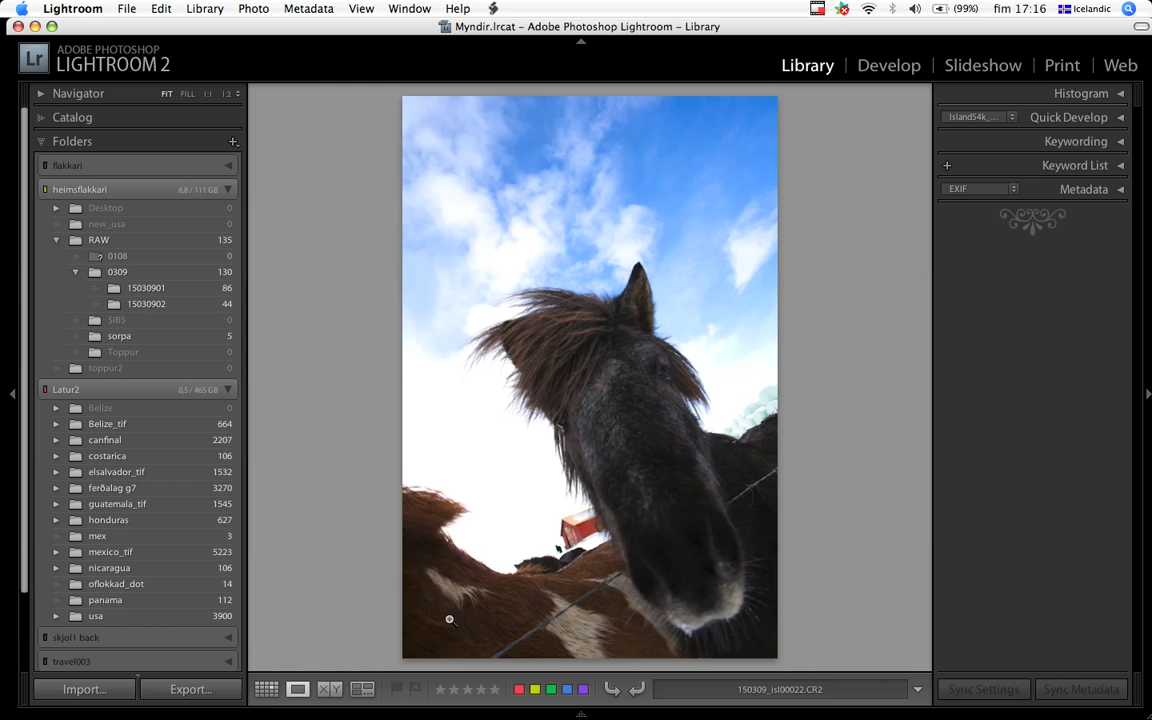 Lightroom File Edit Library Photo Metadata View Window Help (99%) fim 17:16 Icelandic
Myndir.lrcat – Adobe Photoshop Lightroom – Library
Lr ADOBE PHOTOSHOP
LIGHTROOM 2
Library | Develop | Slideshow | Print | Web
Navigator FIT FILL 1:1 1:2
Catalog
Folders
flakkari
heimsflakkari 8,8 / 111 GB
Desktop 0
new_usa 0
RAW 135
0108 0
0309 130
15030901 86
15030902 44
SIBS 0
sorpa 5
Toppur 0
toppur2 0
Latur2 0,5 / 465 GB
Belize 0
Belize_tif 664
canfinal 2207
costarica 106
elsalvador_tif 1532
ferðalag g7 3270
guatemala_tif 1545
honduras 627
mex 3
mexico_tif 5223
nicaragua 106
oflokkad_dot 14
panama 112
usa 3900
skjol1 back
travel003
Import... Export...
Histogram
Island54k_... Quick Develop
Keywording
Keyword List
EXIF Metadata
XY
150309_isl00022.CR2
Sync Settings Sync Metadata